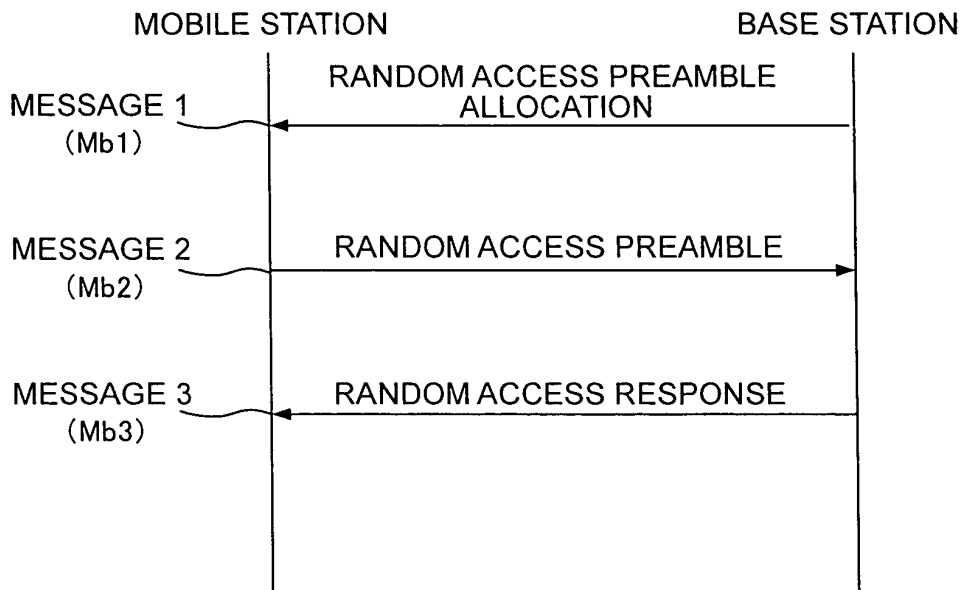 MOBILE STATION
BASE STATION
RANDOM ACCESS PREAMBLE
ALLOCATION
MESSAGE 1
(Mb1)
RANDOM ACCESS PREAMBLE
MESSAGE 2
(Mb2)
RANDOM ACCESS RESPONSE
MESSAGE 3
(Mb3)